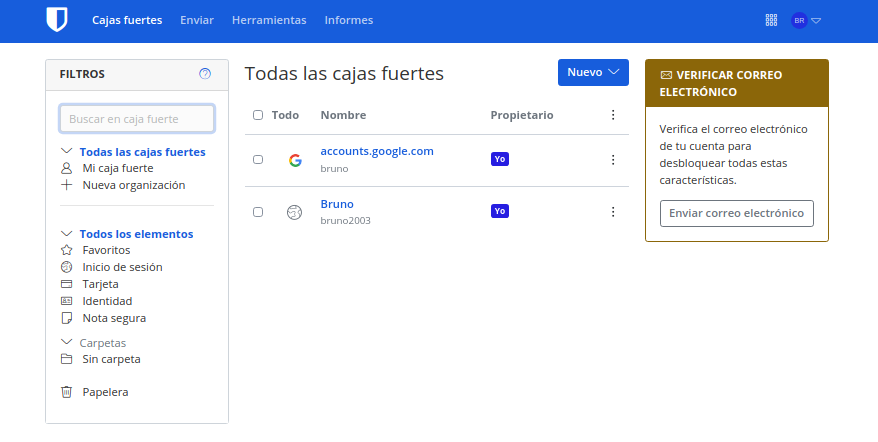 Cajas fuertes Enviar Herramientas Informes BR
FILTROS
Buscar en caja fuerte
Todas las cajas fuertes
Mi caja fuerte
Nueva organización
Todos los elementos
Favoritos
Inicio de sesión
Tarjeta
Identidad
Nota segura
Carpetas
Sin carpeta
Papelera
Todas las cajas fuertes
Nuevo
Todo Nombre Propietario
accounts.google.com
bruno
Yo
Bruno
bruno2003
Yo
VERIFICAR CORREO
ELECTRÓNICO
Verifica el correo electrónico
de tu cuenta para
desbloquear todas estas
características.
Enviar correo electrónico